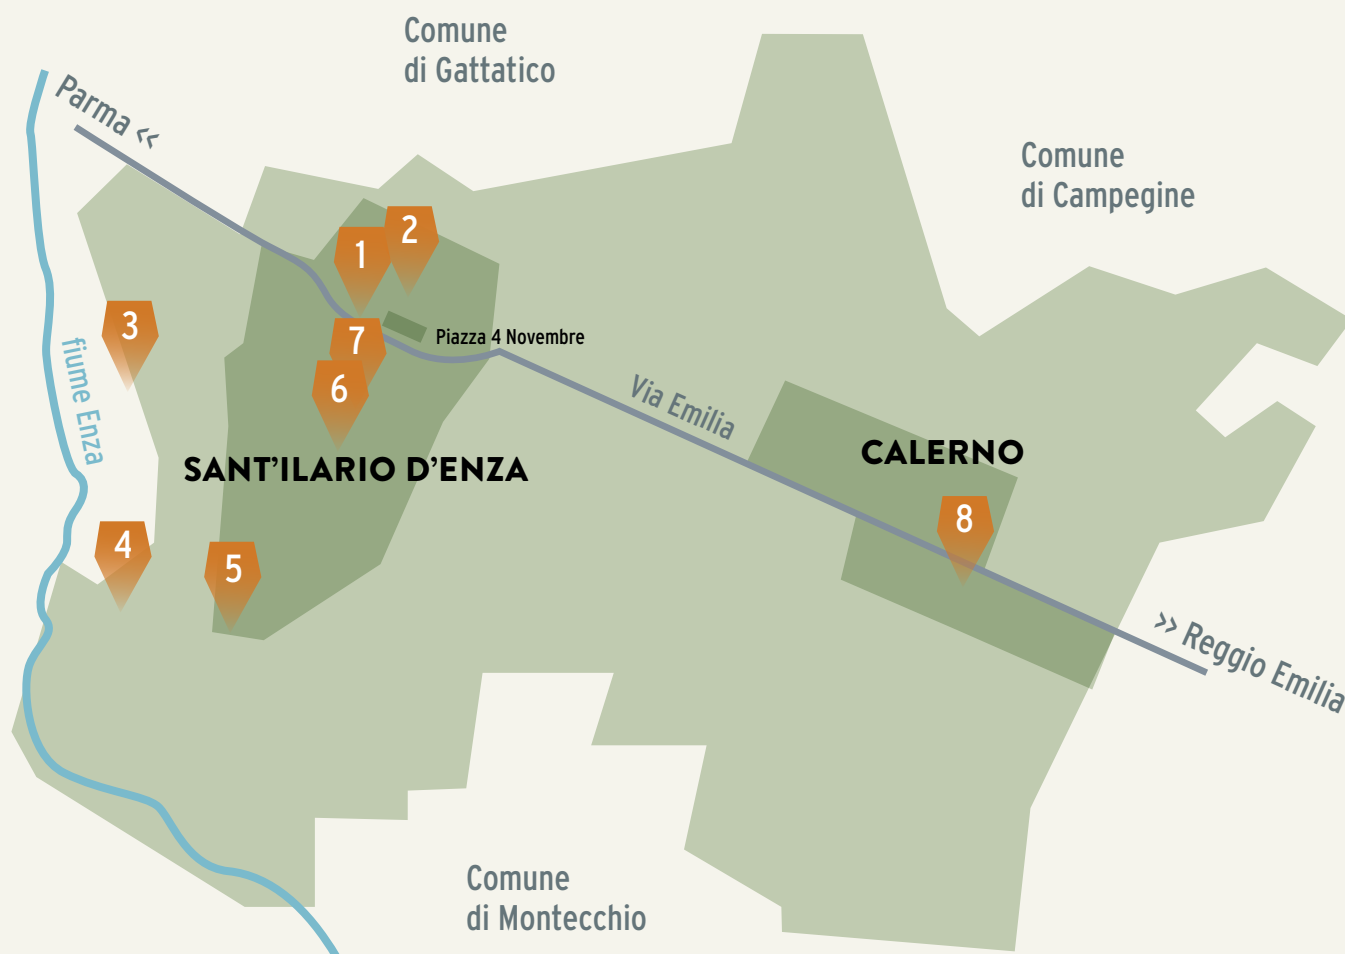 Comune
di Gattatico
Parma <<
Comune
di Campegine
2
1
3
7
Piazza 4 Novembre
fiume Enza
6
Via Emilia
CALERNO
SANT’ILARIO D’ENZA
8
4
5
>> Reggio Emilia
Comune
di Montecchio